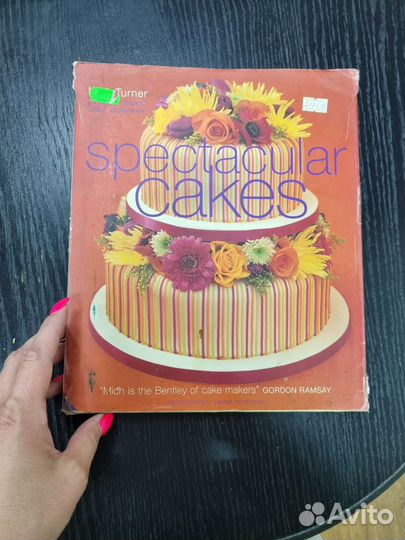 Turner
spectacular
cakes
"Mich is the Bentley of cake makers" GORDON RAMSAY
Avito